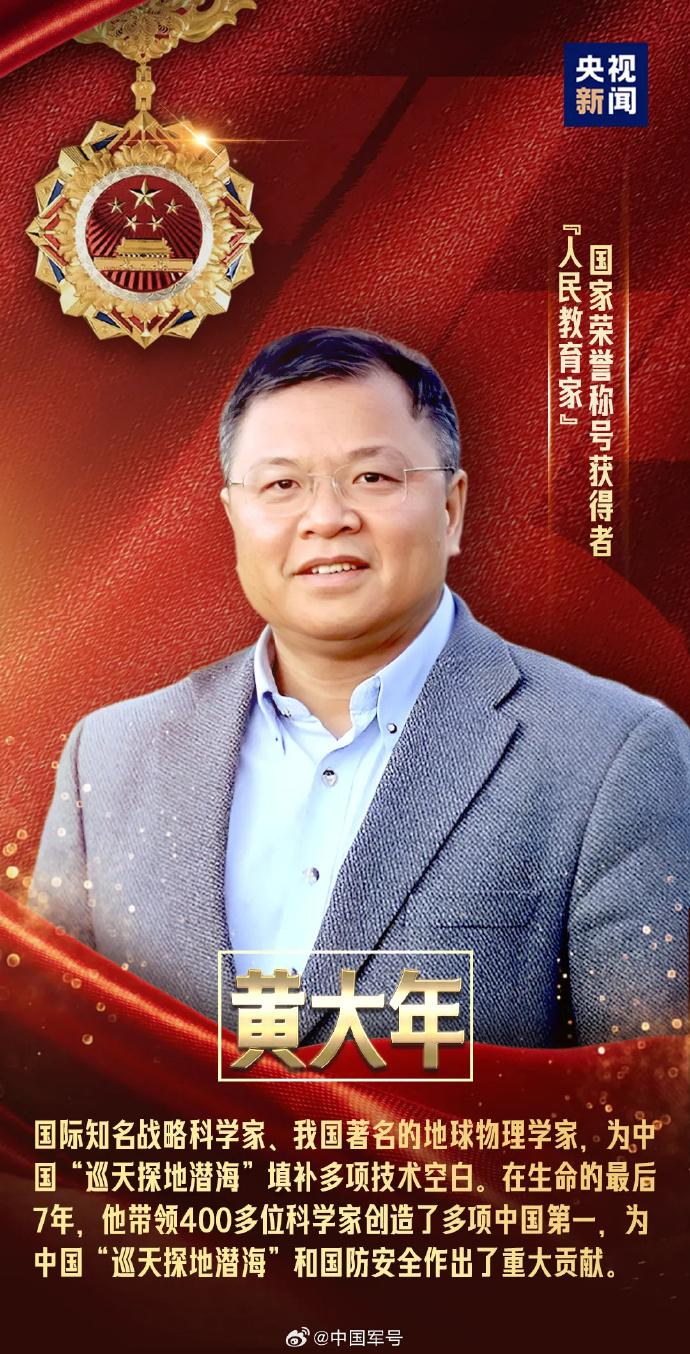 央视
新闻
国家荣誉称号获得者
『人民教育家』
黄大年
国际知名战略科学家、我国著名的地球物理学家，为中
国“巡天探地潜海”填补多项技术空白。在生命的最后
7年，他带领400多位科学家创造了多项中国第一，为
中国“巡天探地潜海”和国防安全作出了重大贡献。
@中国军号